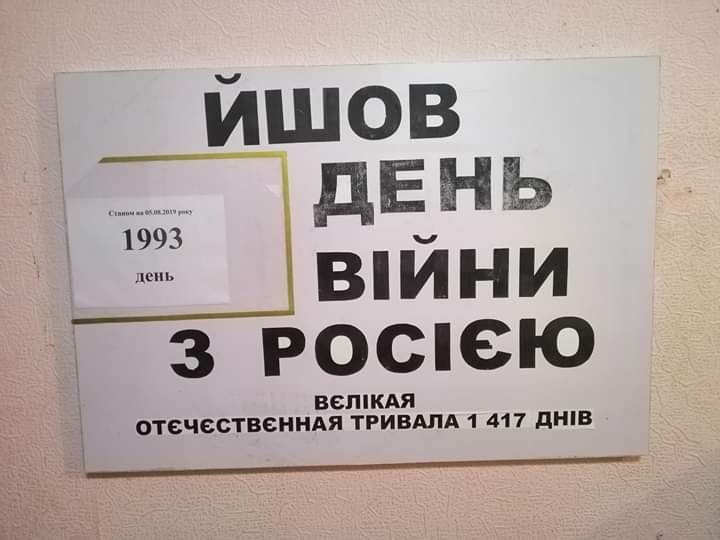 ЙШОВ
Станом на 05.08.2019 року
1993
день
ДЕНЬ
ВІЙНИ
З РОСІЄЮ
ВЄЛІКАЯ
ОТЄЧЄСТВЄННАЯ ТРИВАЛА 1 417 ДНІВ